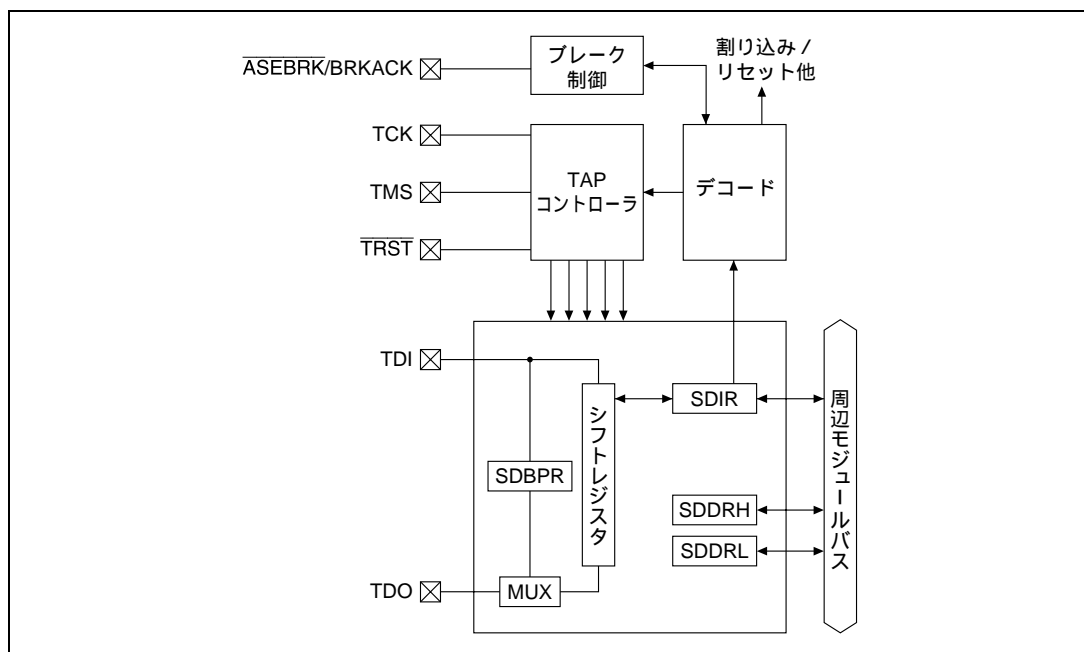 ASEBRK/BRKACK
ブレーク
制御
割り込み /
リセット他
TCK
TMS
TRST
TAP
コントローラ
デコード
TDI
SDBPR
シフトレジスタ
SDIR
SDDRH
SDDRL
周辺モジュールバス
TDO
MUX